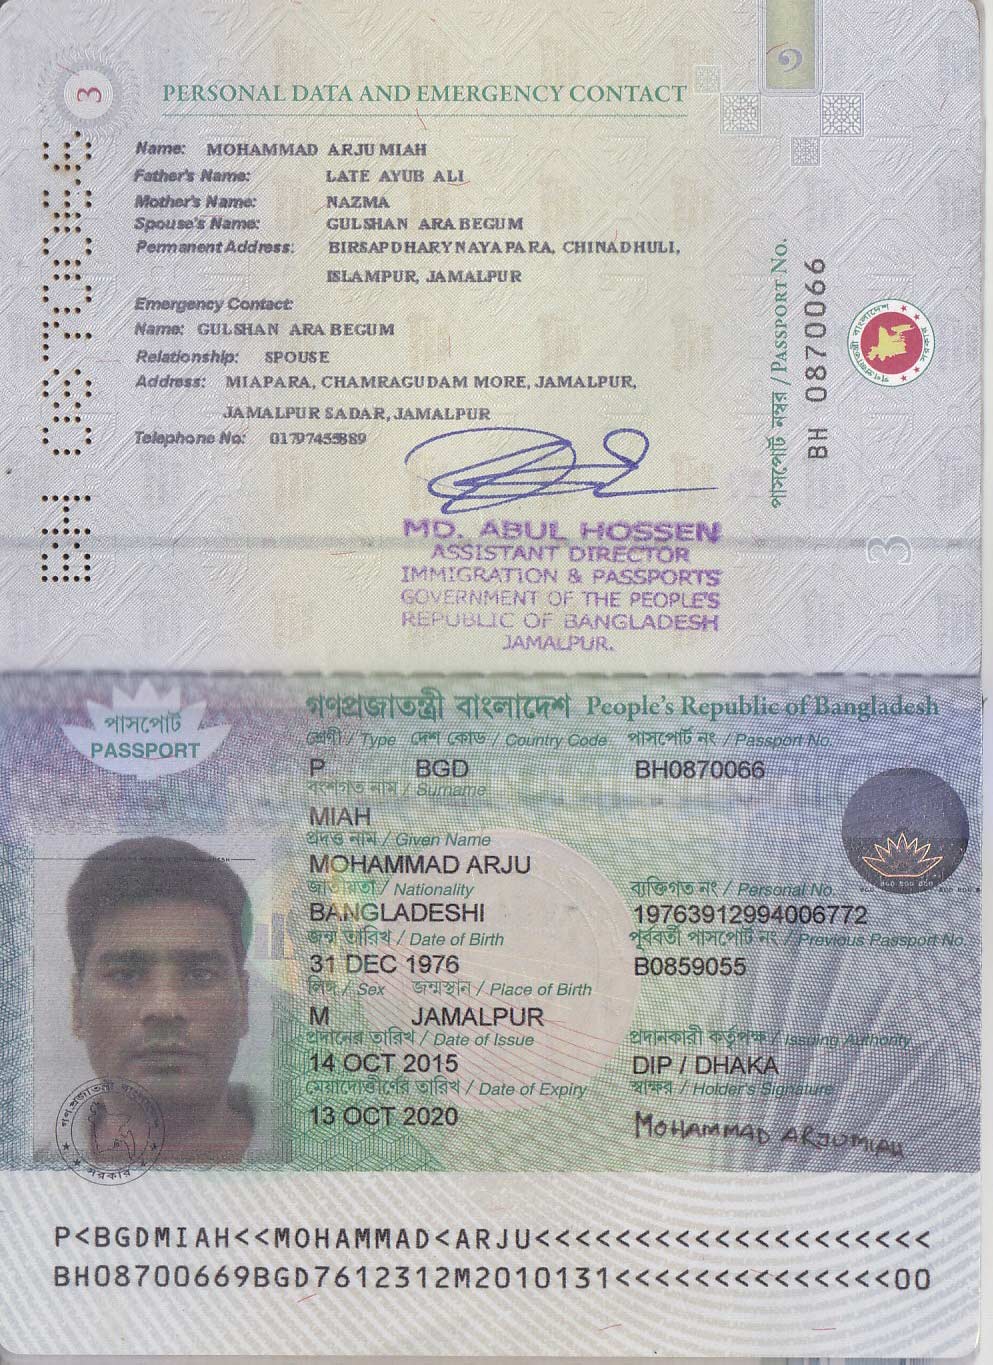 3
PERSONAL DATA AND EMERGENCY CONTACT
Name: MOHAMMAD ARJU MIAH
Father's Name: LATE AYUB ALI
Mother's Name: NAZMA
Spouse's Name: GULSHAN ARA BEGUM
Permanent Address: BIRSAPDHARY NAYA PARA, CHINADHULI,
ISLAMPUR, JAMALPUR
Emergency Contact:
Name: GULSHAN ARA BEGUM
Relationship: SPOUSE
Address: MIAPARA, CHAMRAGUDAM MORE, JAMALPUR,
JAMALPUR SADAR, JAMALPUR
Telephone No: 01797455889
পাসপোর্ট নম্বর / PASSPORT No.
BH 0870066
MD. ABUL HOSSEN
ASSISTANT DIRECTOR
IMMIGRATION & PASSPORTS
GOVERNMENT OF THE PEOPLE'S
REPUBLIC OF BANGLADESH
JAMALPUR.
3
গণপ্রজাতন্ত্রী বাংলাদেশ People's Republic of Bangladesh
পাসপোর্ট
PASSPORT
শ্রেণী / Type দেশ কোড / Country Code পাসপোর্ট নং / Passport No.
P BGD BH0870066
বংশগত নাম / Surname
MIAH
প্রদত্ত নাম / Given Name
MOHAMMAD ARJU
জাতীয়তা / Nationality ব্যক্তিগত নং / Personal No.
BANGLADESHI 19763912994006772
জন্ম তারিখ / Date of Birth পূর্ববর্তী পাসপোর্ট নং / Previous Passport No.
31 DEC 1976 B0859055
লিঙ্গ / Sex জন্মস্থান / Place of Birth
M JAMALPUR
প্রদানের তারিখ / Date of Issue প্রদানকারী কর্তৃপক্ষ / Issuing Authority
14 OCT 2015 DIP / DHAKA
মেয়াদোত্তীর্ণের তারিখ / Date of Expiry স্বাক্ষর / Holder's Signature
13 OCT 2020 MOHAMMAD ARJUMIAH
P<BGDMIAH<<MOHAMMAD<ARJU<<<<<<<<<<<<<<<<<<<<
BH08700669BGD7612312M2010131<<<<<<<<<<<<<<00